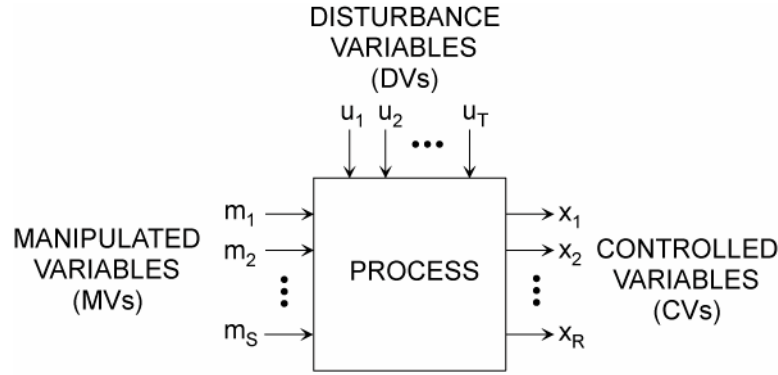 DISTURBANCE
VARIABLES
(DVs)
u1 u2 ••• uT
m1
m2
mS
MANIPULATED
VARIABLES
(MVs)
PROCESS
x1
x2
xR
CONTROLLED
VARIABLES
(CVs)